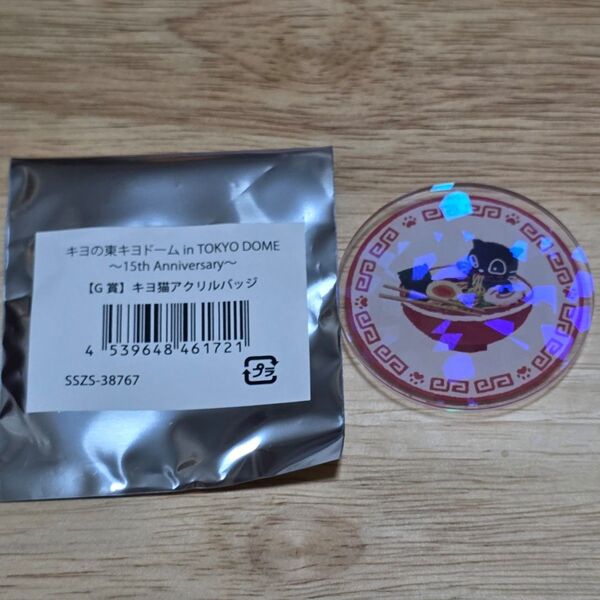 キヨの東キヨドーム in TOKYO DOME
～15th Anniversary～
【G 賞】キヨ猫アクリルバッジ
4 539648 461721
SSZS-38767
プラ